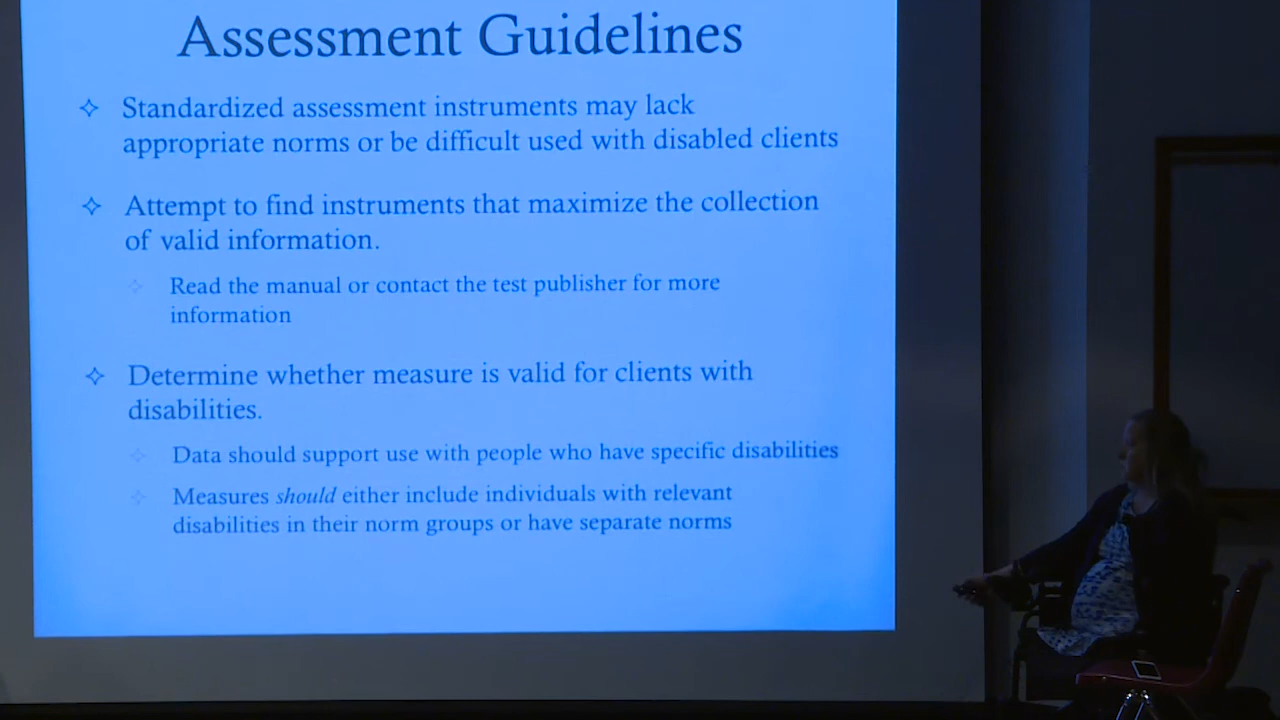 Assessment Guidelines
Standardized assessment instruments may lack
appropriate norms or be difficult used with disabled clients
Attempt to find instruments that maximize the collection
of valid information.
Read the manual or contact the test publisher for more
information
Determine whether measure is valid for clients with
disabilities.
Data should support use with people who have specific disabilities
Measures should either include individuals with relevant
disabilities in their norm groups or have separate norms